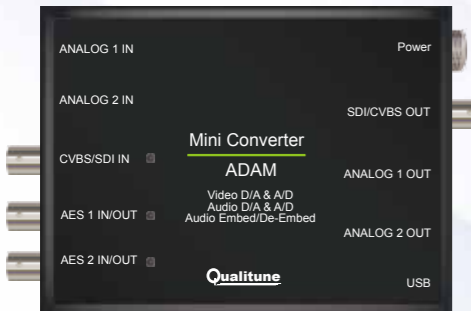 ANALOG 1 IN
Power
ANALOG 2 IN
SDI/CVBS OUT
Mini Converter
CVBS/SDI IN
ADAM
ANALOG 1 OUT
Video D/A & A/D
Audio D/A & A/D
Audio Embed/De-Embed
AES 1 IN/OUT
ANALOG 2 OUT
AES 2 IN/OUT
Qualitune
USB